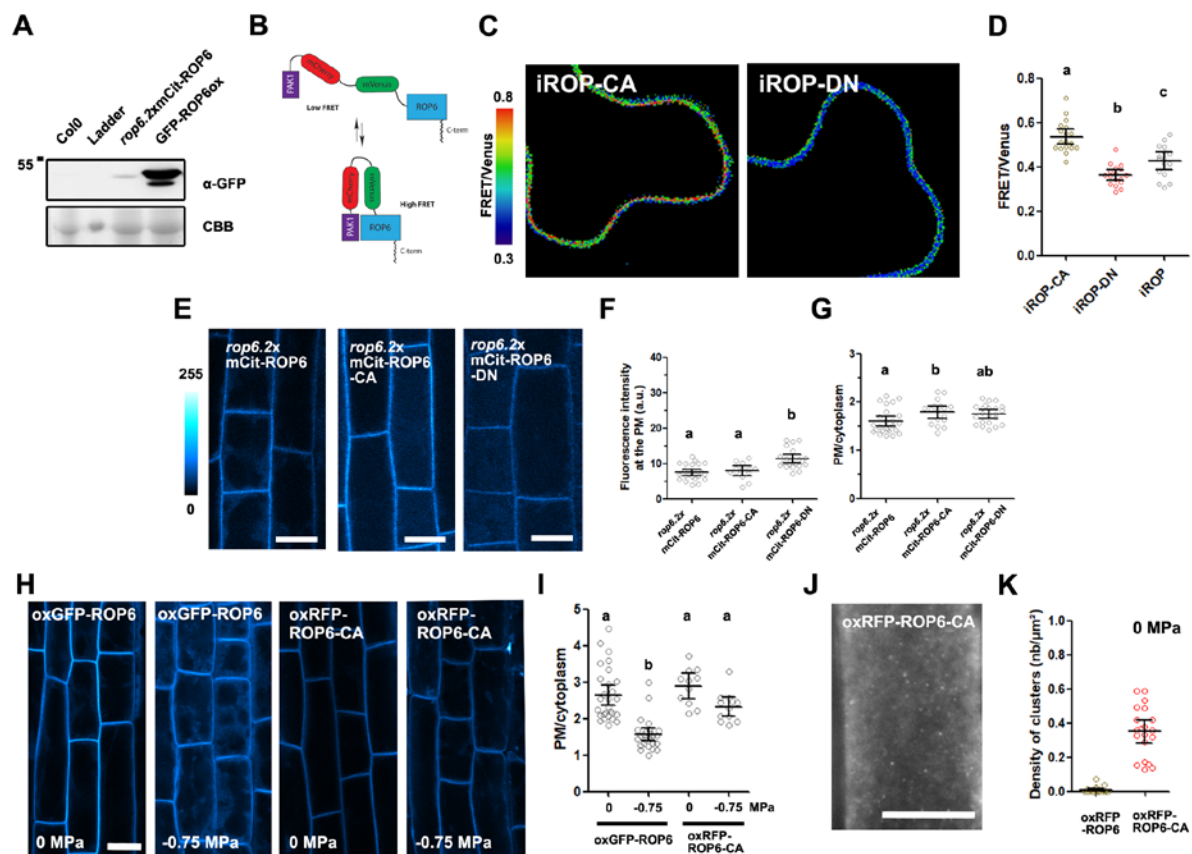 A
Col0
Ladder
rop6.2xmCit-ROP6
GFP-ROP6ox
55
α-GFP
CBB
B
PAK1
mCherry
mVenus
ROP6
Low FRET
C-term
mCherry
mVenus
High FRET
PAK1
ROP6
C-term
C
0.8
FRET/Venus
0.3
iROP-CA
iROP-DN
D
FRET/Venus
0.8
0.6
0.4
0.2
0.0
a
b
c
iROP-CA
iROP-DN
iROP
E
255
0
rop6.2x
mCit-ROP6
rop6.2x
mCit-ROP6
-CA
rop6.2x
mCit-ROP6
-DN
F
Fluorescence intensity
at the PM (a.u.)
40
30
20
10
0
a
a
b
rop6.2x
mCit-ROP6
rop6.2x
mCit-ROP6-CA
rop6.2x
mCit-ROP6-DN
G
PM/cytoplasm
3
2
1
0
a
b
ab
rop6.2x
mCit-ROP6
rop6.2x
mCit-ROP6-CA
rop6.2x
mCit-ROP6-DN
H
oxGFP-ROP6
0 MPa
oxGFP-ROP6
-0.75 MPa
oxRFP-
ROP6-CA
0 MPa
oxRFP-
ROP6-CA
-0.75 MPa
I
PM/cytoplasm
5
4
3
2
1
0
a
b
a
a
0 -0.75 0 -0.75 MPa
oxGFP-ROP6
oxRFP-
ROP6-CA
J
oxRFP-ROP6-CA
K
Density of clusters (nb/μm²)
1.0
0.8
0.6
0.4
0.2
0.0
0 MPa
oxRFP
-ROP6
oxRFP-
ROP6-CA